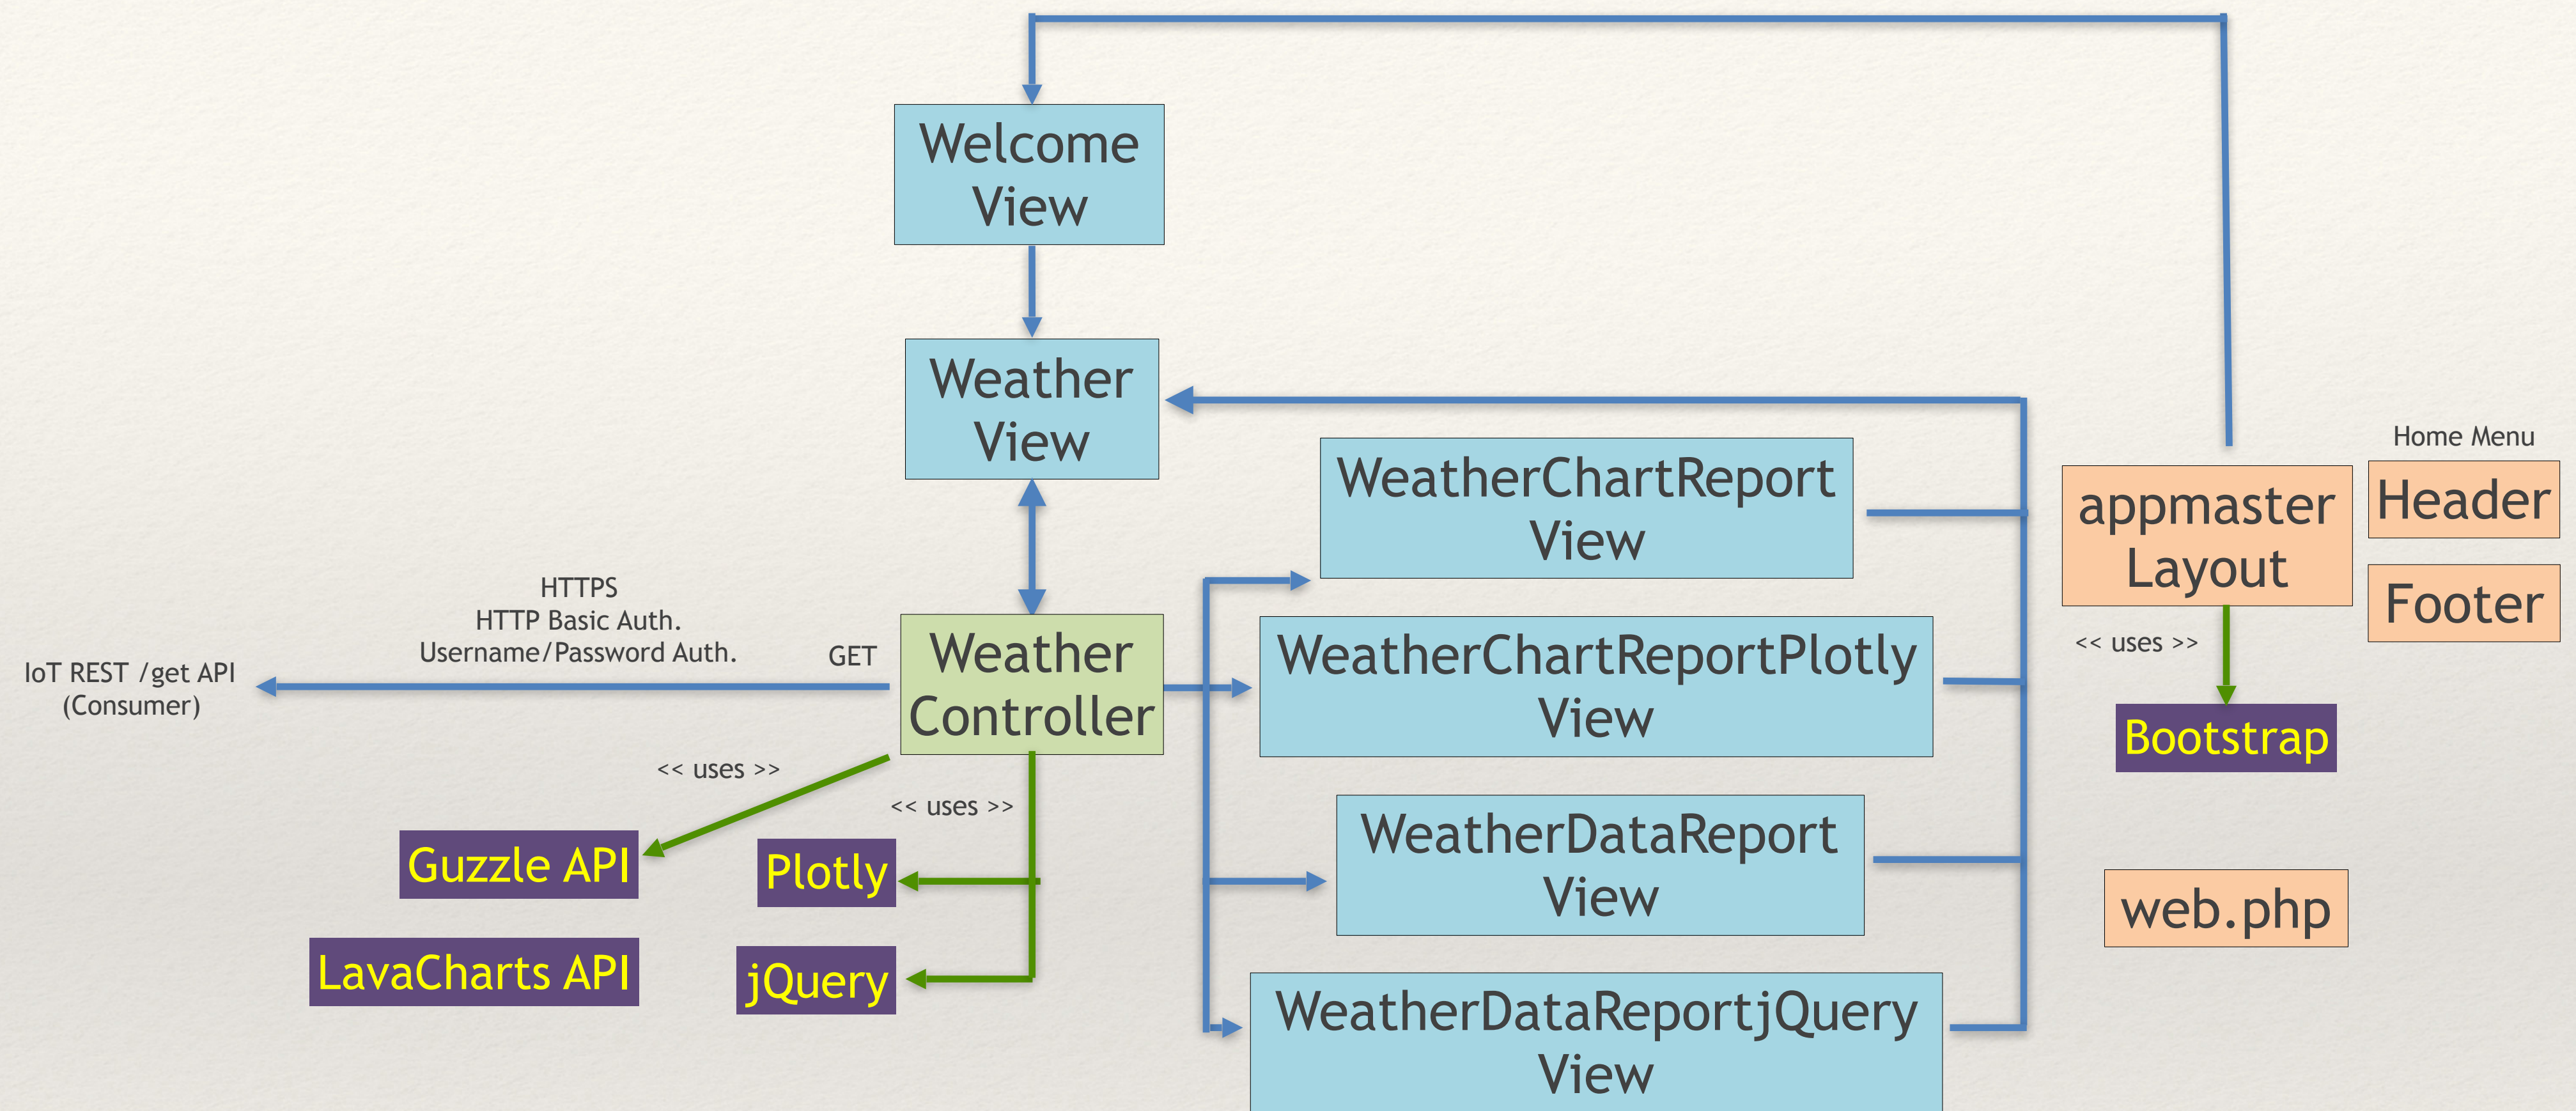 Welcome
View
Weather
View
Home Menu
WeatherChartReport
View
appmaster
Layout
Header
Footer
HTTPS
HTTP Basic Auth.
Username/Password Auth.
GET
IoT REST /get API
(Consumer)
Weather
Controller
WeatherChartReportPlotly
View
<< uses >>
Bootstrap
<< uses >>
<< uses >>
Guzzle API
Plotly
WeatherDataReport
View
web.php
LavaCharts API
jQuery
WeatherDataReportjQuery
View